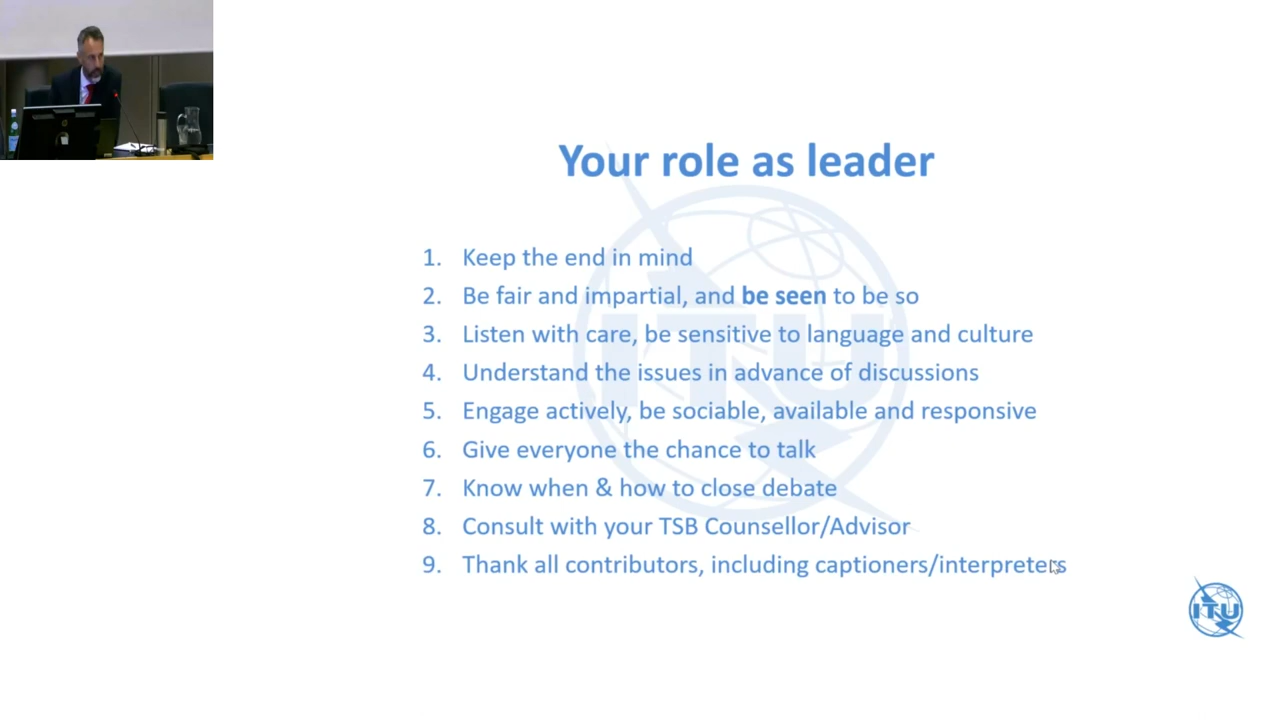 Your role as leader
1. Keep the end in mind
2. Be fair and impartial, and be seen to be so
3. Listen with care, be sensitive to language and culture
4. Understand the issues in advance of discussions
5. Engage actively, be sociable, available and responsive
6. Give everyone the chance to talk
7. Know when & how to close debate
8. Consult with your TSB Counsellor/Advisor
9. Thank all contributors, including captioners/interpreters
ITU
ITU